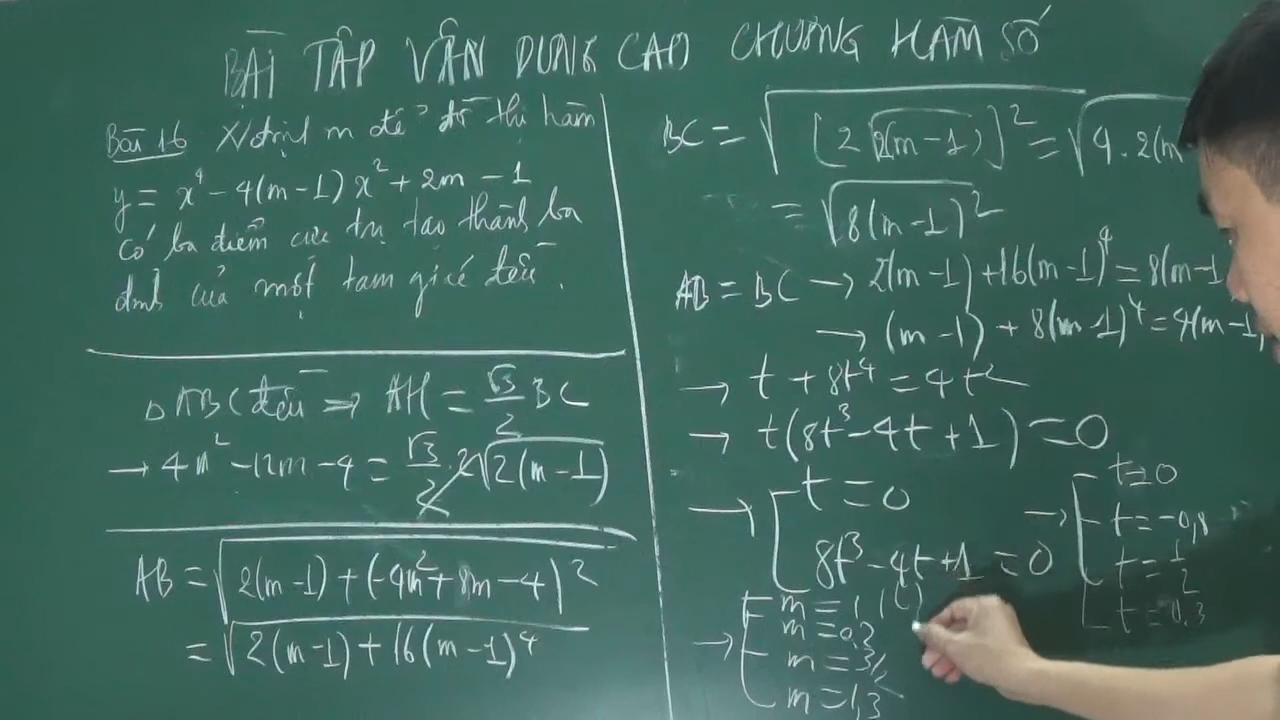 BÀI TẬP VẬN DỤNG CAO CHƯƠNG HÀM SỐ
Bài 16 X/định m để đồ thị hàm
y = x⁴ - 4(m-1)x² + 2m - 1
có ba điểm cực trị tạo thành ba
đỉnh của một tam giác đều.
△ABC đều ⇒ AH = √3/2 BC
→ 4m² - 12m - 4 = √3/2 . 2√2(m-1)
AB = √2(m-1) + (-4m² + 8m - 4)²
= √2(m-1) + 16(m-1)⁴
BC = √[2√2(m-1)]² = √4.2(m
= √8(m-1)²
AB = BC → 2(m-1) + 16(m-1)⁴ = 8(m-1
→ (m-1) + 8(m-1)⁴ = 4(m-1
→ t + 8t⁴ = 4t²
→ t(8t³ - 4t + 1) = 0
→ [ t = 0
8t³ - 4t + 1 = 0
→ [ t = 0
t = -0,8
t = 1/2
t = 0,3
→ [ m = 1 (
m = 0,2
m = 3/2
m = 1,3